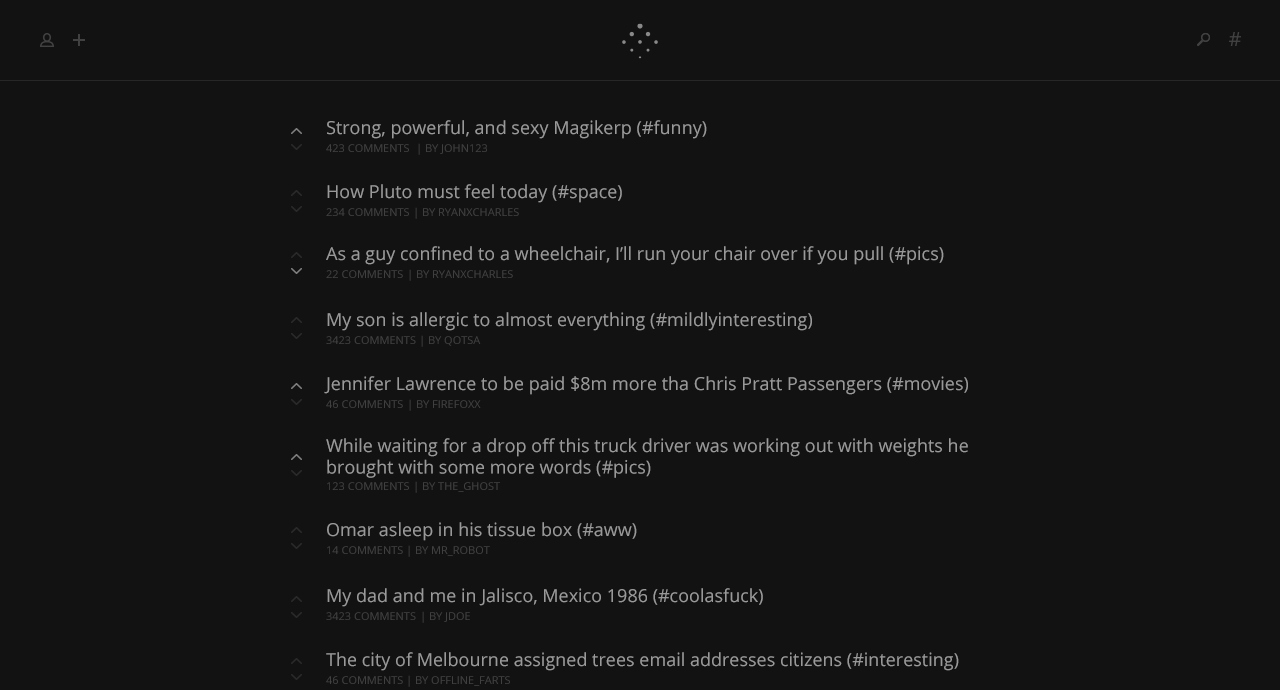 #
Strong, powerful, and sexy Magikerp (#funny)
423 COMMENTS | BY JOHN123
How Pluto must feel today (#space)
234 COMMENTS | BY RYANXCHARLES
As a guy confined to a wheelchair, I’ll run your chair over if you pull (#pics)
22 COMMENTS | BY RYANXCHARLES
My son is allergic to almost everything (#mildlyinteresting)
3423 COMMENTS | BY QOTSA
Jennifer Lawrence to be paid $8m more tha Chris Pratt Passengers (#movies)
46 COMMENTS | BY FIREFOXX
While waiting for a drop off this truck driver was working out with weights he
brought with some more words (#pics)
123 COMMENTS | BY THE_GHOST
Omar asleep in his tissue box (#aww)
14 COMMENTS | BY MR_ROBOT
My dad and me in Jalisco, Mexico 1986 (#coolasfuck)
3423 COMMENTS | BY JDOE
The city of Melbourne assigned trees email addresses citizens (#interesting)
46 COMMENTS | BY OFFLINE_FARTS